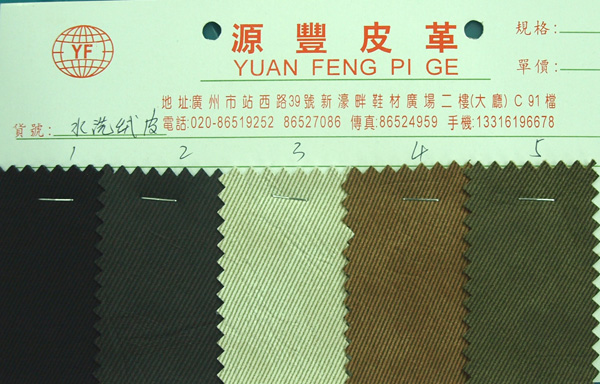 YF
源豐皮革
YUAN FENG PI GE
規格:
單價:
地址:廣州市站西路39號新濠畔鞋材廣場二樓(大廳)C91檔
貨號: 水洗绒皮
電話:020-86519252 86527086 傳真:86524959 手機:13316196678
1 2 3 4 5